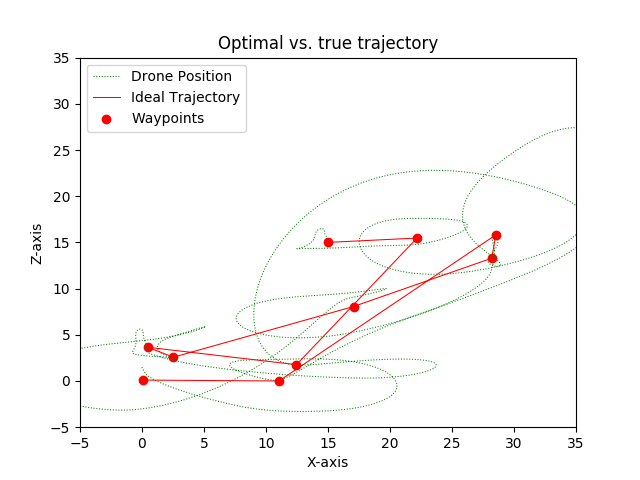 Optimal vs. true trajectory
Drone Position
Ideal Trajectory
Waypoints
Z-axis
35
30
25
20
15
10
5
0
−5
−5 0 5 10 15 20 25 30 35
X-axis